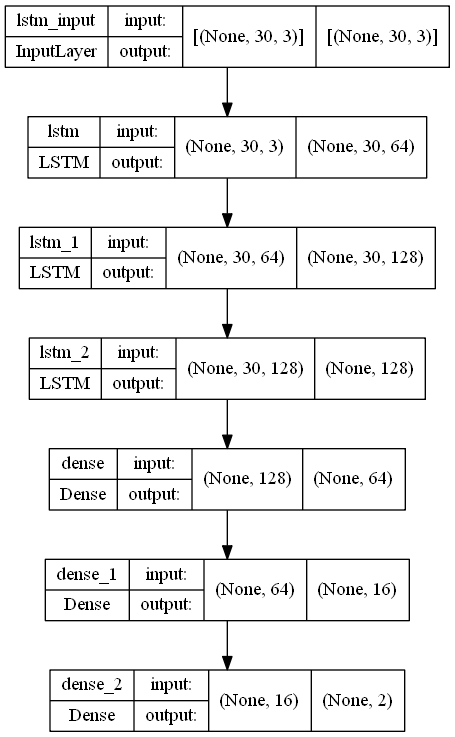 lstm_input input: [(None, 30, 3)] [(None, 30, 3)]
InputLayer output:
lstm input: (None, 30, 3) (None, 30, 64)
LSTM output:
lstm_1 input: (None, 30, 64) (None, 30, 128)
LSTM output:
lstm_2 input: (None, 30, 128) (None, 128)
LSTM output:
dense input: (None, 128) (None, 64)
Dense output:
dense_1 input: (None, 64) (None, 16)
Dense output:
dense_2 input: (None, 16) (None, 2)
Dense output: